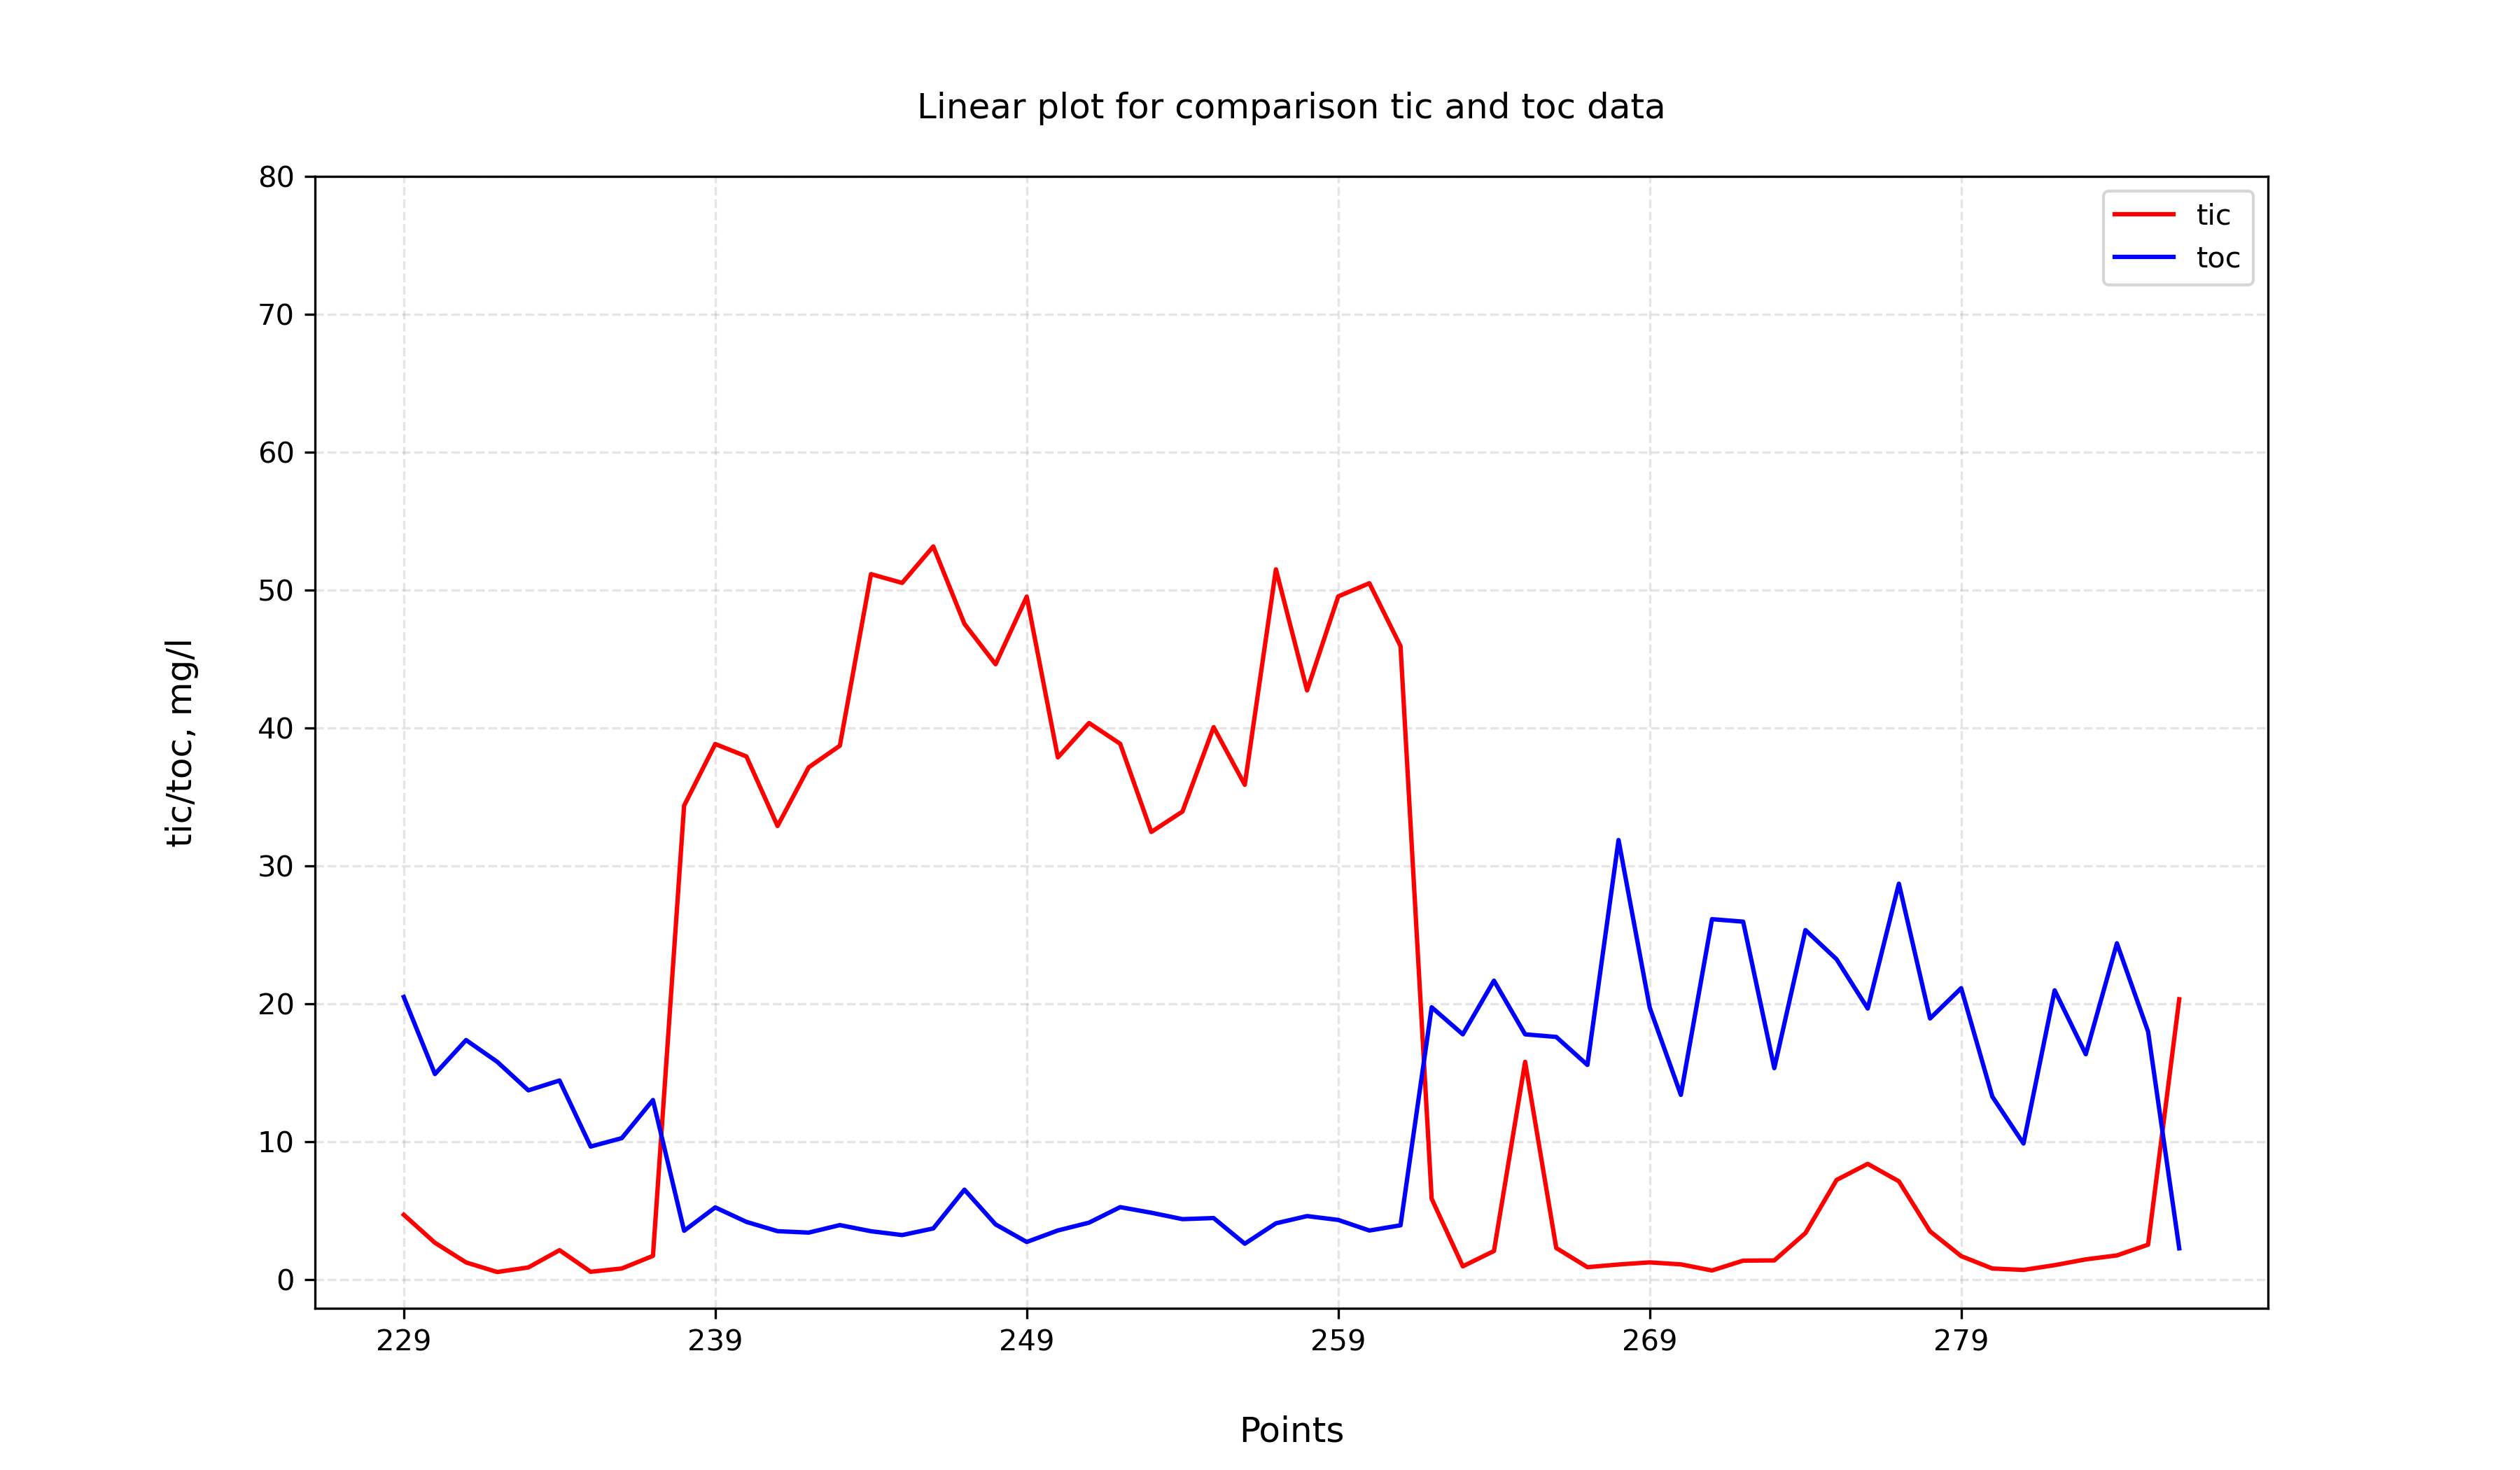 Linear plot for comparison tic and toc data
80
70
60
50
40
30
20
10
0
tic/toc, mg/l
tic
toc
229 239 249 259 269 279
Points